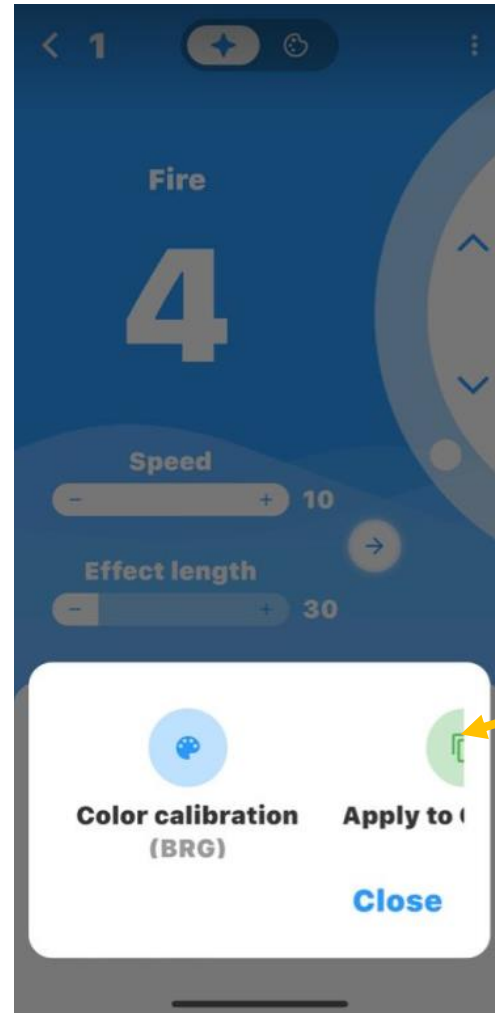 1
Fire
4
Speed
- + 10
Effect length
- + 30
Color calibration
(BRG)
Apply to
Close